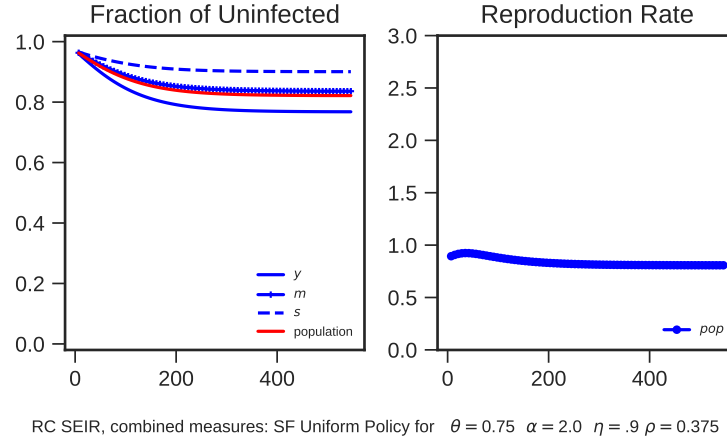 Fraction of Uninfected
1.0
0.8
0.6
0.4
0.2
0.0
0 200 400
y
m
s
population
Reproduction Rate
3.0
2.5
2.0
1.5
1.0
0.5
0.0
0 200 400
pop
RC SEIR, combined measures: SF Uniform Policy for θ = 0.75 α = 2.0 η = .9 ρ = 0.375